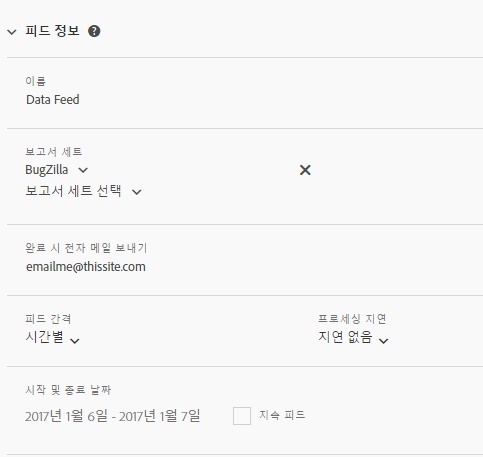 피드 정보
이름
Data Feed
보고서 세트
BugZilla
보고서 세트 선택
완료 시 전자 메일 보내기
emailme@thissite.com
피드 간격
프로세싱 지연
시간별
지연 없음
시작 및 종료 날짜
2017년 1월 6일 - 2017년 1월 7일
지속 피드